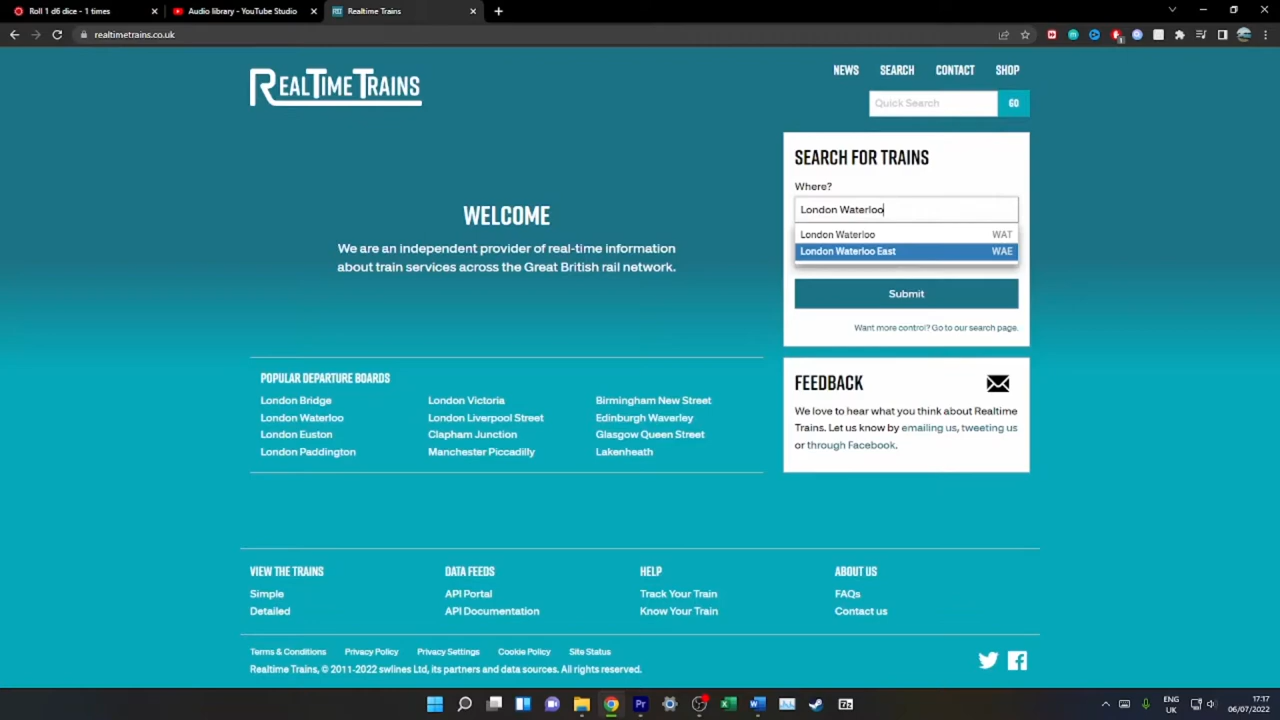 Roll 1 d6 dice - 1 times
Audio library - YouTube Studio
Realtime Trains
realtimetrains.co.uk
REALTIME TRAINS
NEWS
SEARCH
CONTACT
SHOP
Quick Search
GO
SEARCH FOR TRAINS
Where?
London Waterloo
London Waterloo WAT
London Waterloo East WAE
Submit
Want more control? Go to our search page.
WELCOME
We are an independent provider of real-time information
about train services across the Great British rail network.
POPULAR DEPARTURE BOARDS
London Bridge
London Waterloo
London Euston
London Paddington
London Victoria
London Liverpool Street
Clapham Junction
Manchester Piccadilly
Birmingham New Street
Edinburgh Waverley
Glasgow Queen Street
Lakenheath
FEEDBACK
We love to hear what you think about Realtime
Trains. Let us know by emailing us, tweeting us
or through Facebook.
VIEW THE TRAINS
Simple
Detailed
DATA FEEDS
API Portal
API Documentation
HELP
Track Your Train
Know Your Train
ABOUT US
FAQs
Contact us
Terms & Conditions
Privacy Policy
Privacy Settings
Cookie Policy
Site Status
Realtime Trains, © 2011-2022 swlines Ltd, its partners and data sources. All rights reserved.
Pr
7z
ENG
UK
17:37
06/07/2022